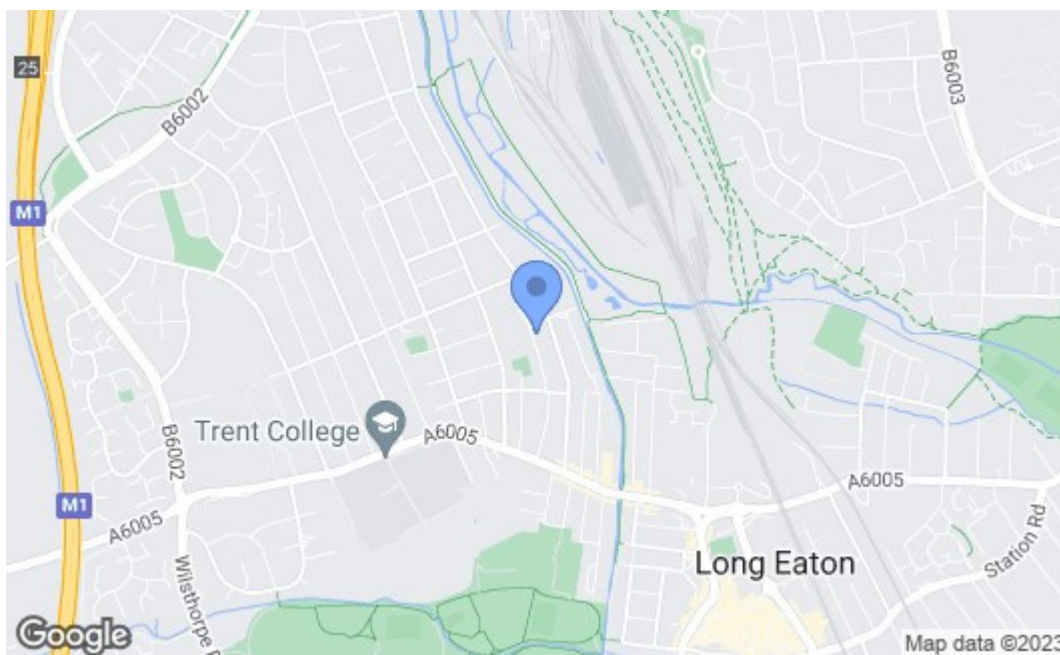 25
B6002
B6003
M1
Trent College
A6005
B6002
M1
A6005
A6005
Wilsthorpe
Station Rd
Long Eaton
Google
Map data ©2023